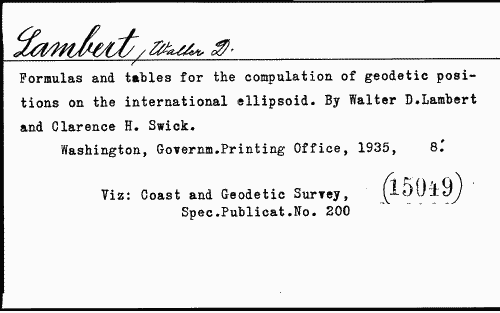 Lambert, Walter D.
Formulas and tables for the compulation of geodetic posi-
tions on the international ellipsoid. By Walter D.Lambert
and Clarence H. Swick.
Washington, Governm.Printing Office, 1935, 8.°
Viz: Coast and Geodetic Survey, (15049)
Spec.Publicat.No. 200